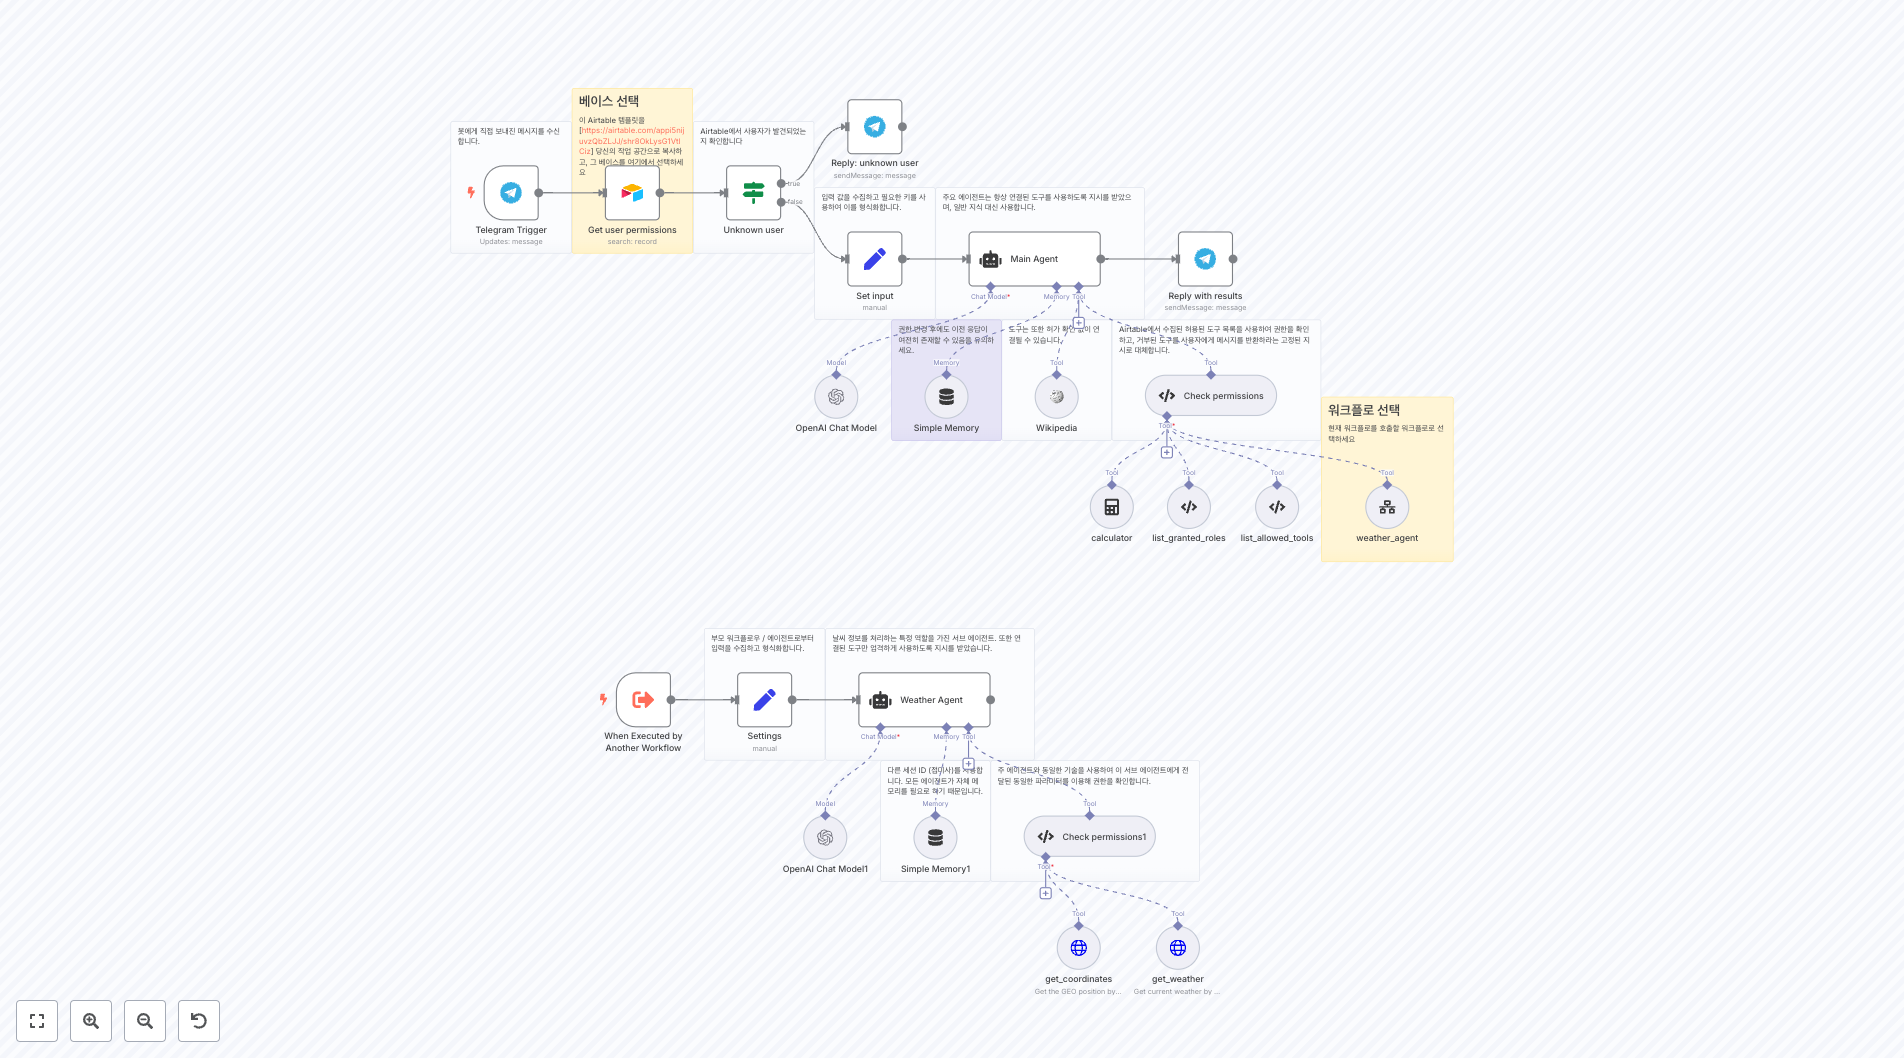 베이스 선택
이 Airtable 템플릿을
[https://airtable.com/appi5nij
uvzQbZLJJ/shr8OkLysG1Vtl
Ciz] 당신의 작업 공간으로 복사하
고, 그 베이스를 여기에서 선택하세
요
봇에게 직접 보내진 메시지를 수신
합니다.
Airtable에서 사용자가 발견되었는
지 확인합니다
Telegram Trigger
Updates: message
Get user permissions
search: record
Unknown user
true
false
Reply: unknown user
sendMessage: message
입력 값을 수집하고 필요한 키를 사
용하여 이를 형식화합니다.
주요 에이전트는 항상 연결된 도구를 사용하도록 지시를 받았으
며, 일반 지식 대신 사용합니다.
Set input
manual
Main Agent
Chat Model*
Memory
Tool
Reply with results
sendMessage: message
권한 변경 후에도 이전 응답이
여전히 존재할 수 있음을 유의하
세요.
도구는 또한 허가 확인 없이 연
결될 수 있습니다.
Airtable에서 수집된 허용된 도구 목록을 사용하여 권한을 확인
하고, 거부된 도구를 사용자에게 메시지를 반환하라는 고정된 지
시로 대체합니다.
Model
Memory
Tool
Tool
OpenAI Chat Model
Simple Memory
Wikipedia
Check permissions
Tool*
워크플로 선택
현재 워크플로를 호출할 워크플로로 선
택하세요
Tool
Tool
Tool
Tool
calculator
list_granted_roles
list_allowed_tools
weather_agent
부모 워크플로우 / 에이전트로부터
입력을 수집하고 형식화합니다.
날씨 정보를 처리하는 특정 역할을 가진 서브 에이전트. 또한 연
결된 도구만 엄격하게 사용하도록 지시를 받았습니다.
When Executed by
Another Workflow
Settings
manual
Weather Agent
Chat Model*
Memory
Tool
다른 세션 ID (접미사)를 사용합
니다. 모든 에이전트가 자체 메
모리를 필요로 하기 때문입니다.
주 에이전트와 동일한 기술을 사용하여 이 서브 에이전트에게 전
달된 동일한 파라미터를 이용해 권한을 확인합니다.
Model
Memory
Tool
OpenAI Chat Model1
Simple Memory1
Check permissions1
Tool*
Tool
Tool
get_coordinates
Get the GEO position by...
get_weather
Get current weather by ...